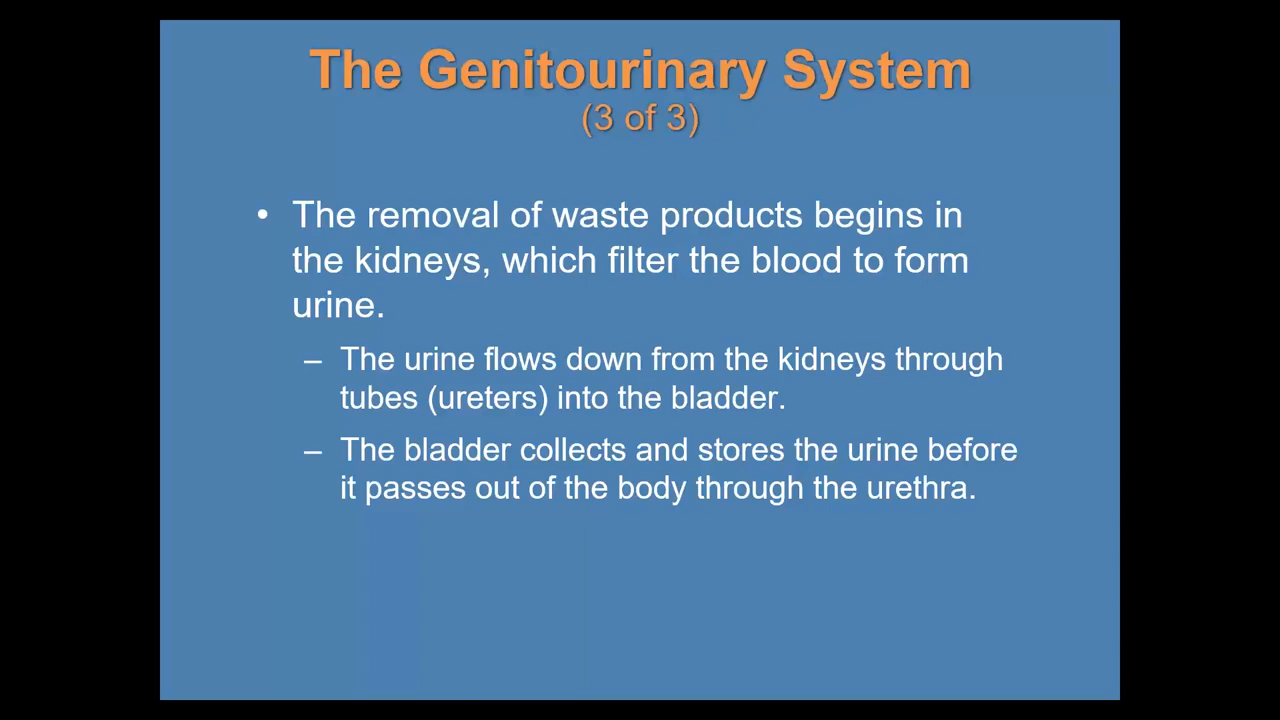 The Genitourinary System
(3 of 3)
• The removal of waste products begins in
the kidneys, which filter the blood to form
urine.
– The urine flows down from the kidneys through
tubes (ureters) into the bladder.
– The bladder collects and stores the urine before
it passes out of the body through the urethra.